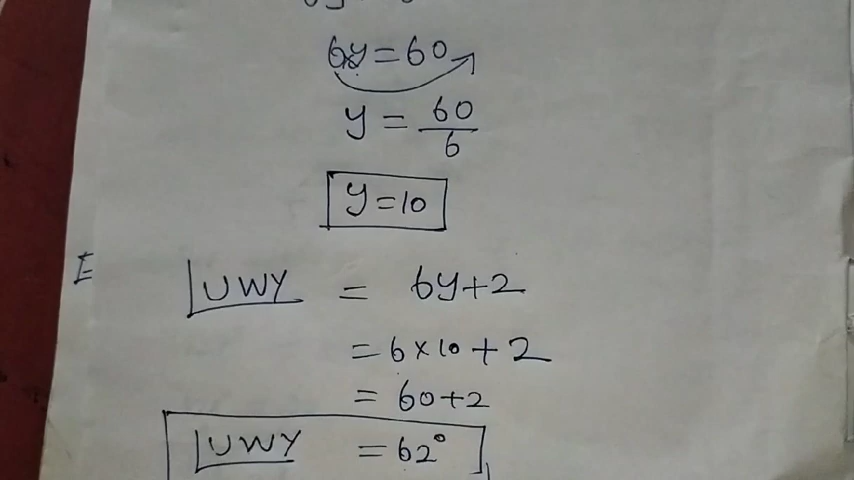 6y = 60
y = 60/6
y = 10
E
∠UWY = 6y+2
= 6 × 10 + 2
= 60+2
∠UWY = 62°